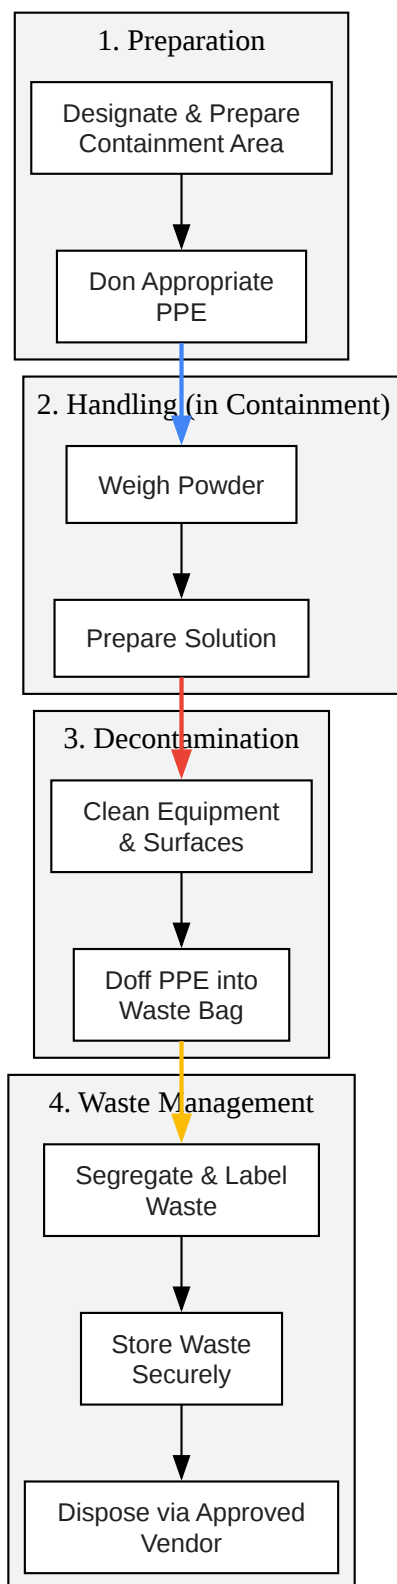 1. Preparation
Designate & Prepare
Containment Area
Don Appropriate
PPE
2. Handling (in Containment)
Weigh Powder
Prepare Solution
3. Decontamination
Clean Equipment
& Surfaces
Doff PPE into
Waste Bag
4. Waste Management
Segregate & Label
Waste
Store Waste
Securely
Dispose via Approved
Vendor